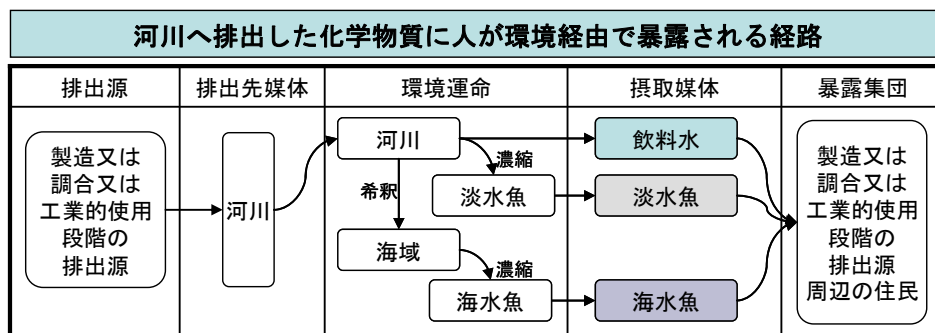 河川へ排出した化学物質に人が環境経由で暴露される経路
排出源
排出先媒体
環境運命
摂取媒体
暴露集団
製造又は
調合又は
工業的使用
段階の
排出源
河川
河川
濃縮
淡水魚
希釈
海域
濃縮
海水魚
飲料水
淡水魚
海水魚
製造又は
調合又は
工業的使用
段階の
排出源
周辺の住民